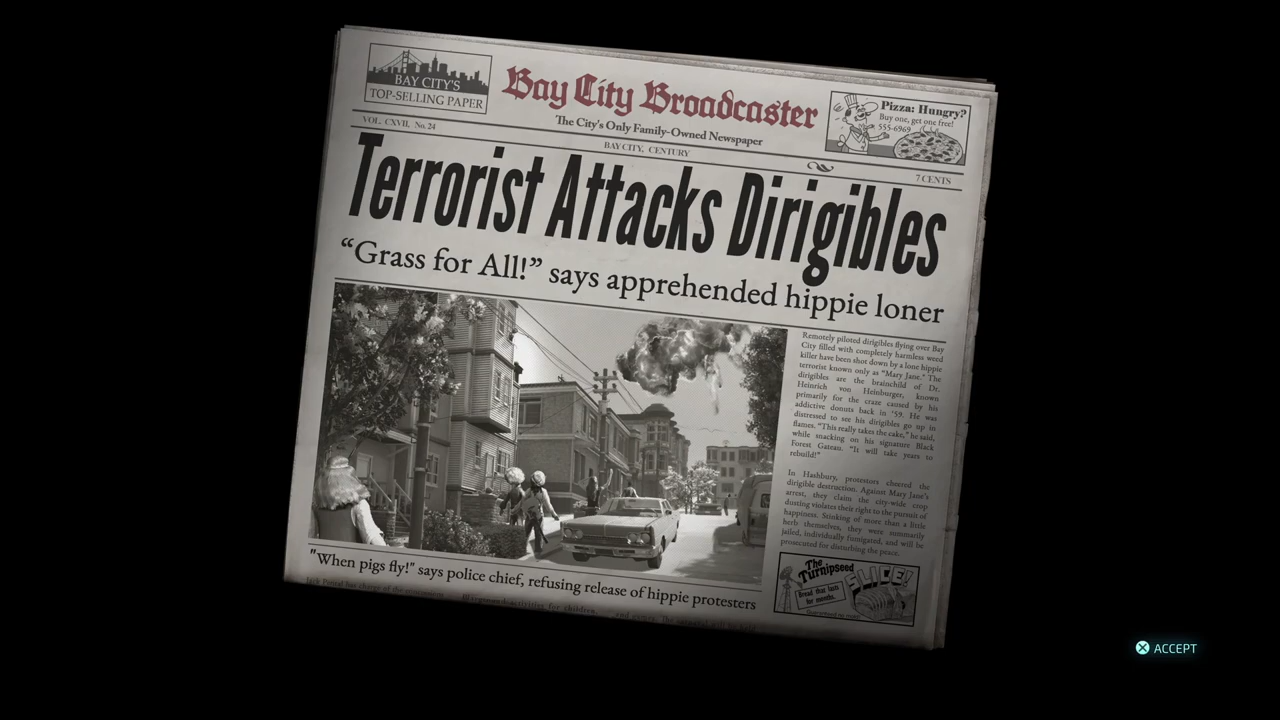 BAY CITY'S
TOP-SELLING PAPER
Bay City Broadcaster
The City's Only Family-Owned Newspaper
Pizza: Hungry?
Buy one, get one free!
555-6969
VOL. CXVII, No. 24
BAY CITY, CENTURY
7 CENTS
Terrorist Attacks Dirigibles
“Grass for All!” says apprehended hippie loner
Remotely piloted dirigibles flying over Bay
City filled with completely harmless weed
killer have been shot down by a lone hippie
terrorist known only as “Mary Jane.” The
dirigibles are the brainchild of Dr.
Heinrich von Heinburger, known
primarily for the craze caused by his
addictive donuts back in '59. He was
distressed to see his dirigibles go up in
flames. “This really takes the cake,” he said,
while snacking on his signature Black
Forest Gateau. “It will take years to
rebuild!”
In Hashbury, protestors cheered the
dirigible destruction. Against Mary Jane's
arrest, they claim the city-wide crop
dusting violates their right to the pursuit of
happiness. Stinking of more than a little
herb themselves, they were summarily
jailed, individually fumigated, and will be
prosecuted for disturbing the peace.
"When pigs fly!" says police chief, refusing release of hippie protesters
The Turnipseed
SLICE!
Bread that lasts
for months.
ACCEPT